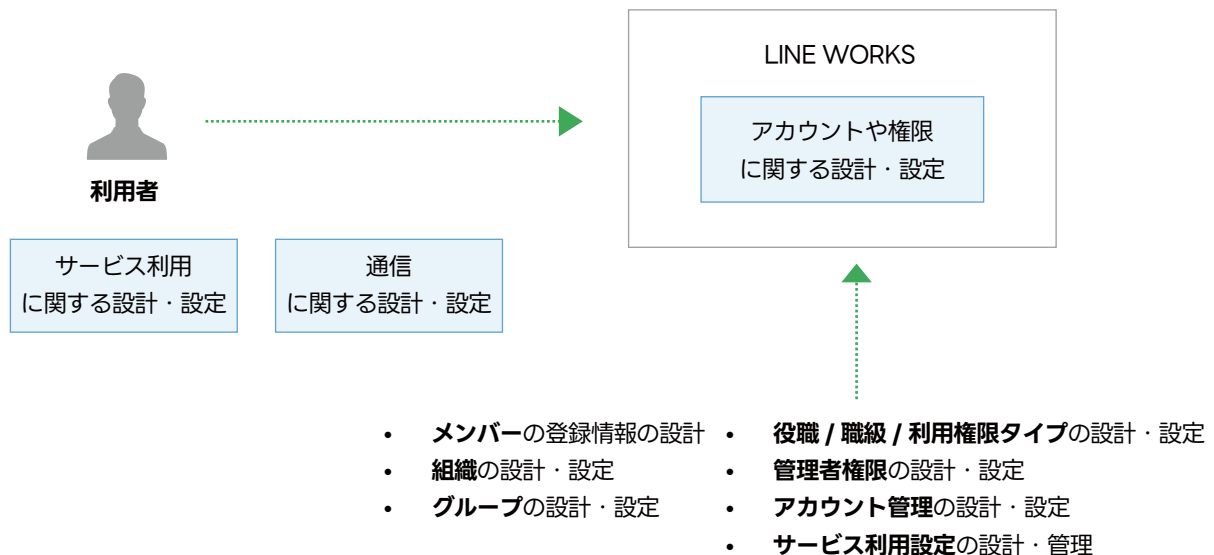 LINE WORKS
アカウントや権限
に関する設計・設定
利用者
サービス利用
に関する設計・設定
通信
に関する設計・設定
• メンバーの登録情報の設計
• 組織の設計・設定
• グループの設計・設定
• 役職 / 職級 / 利用権限タイプの設計・設定
• 管理者権限の設計・設定
• アカウント管理の設計・設定
• サービス利用設定の設計・管理